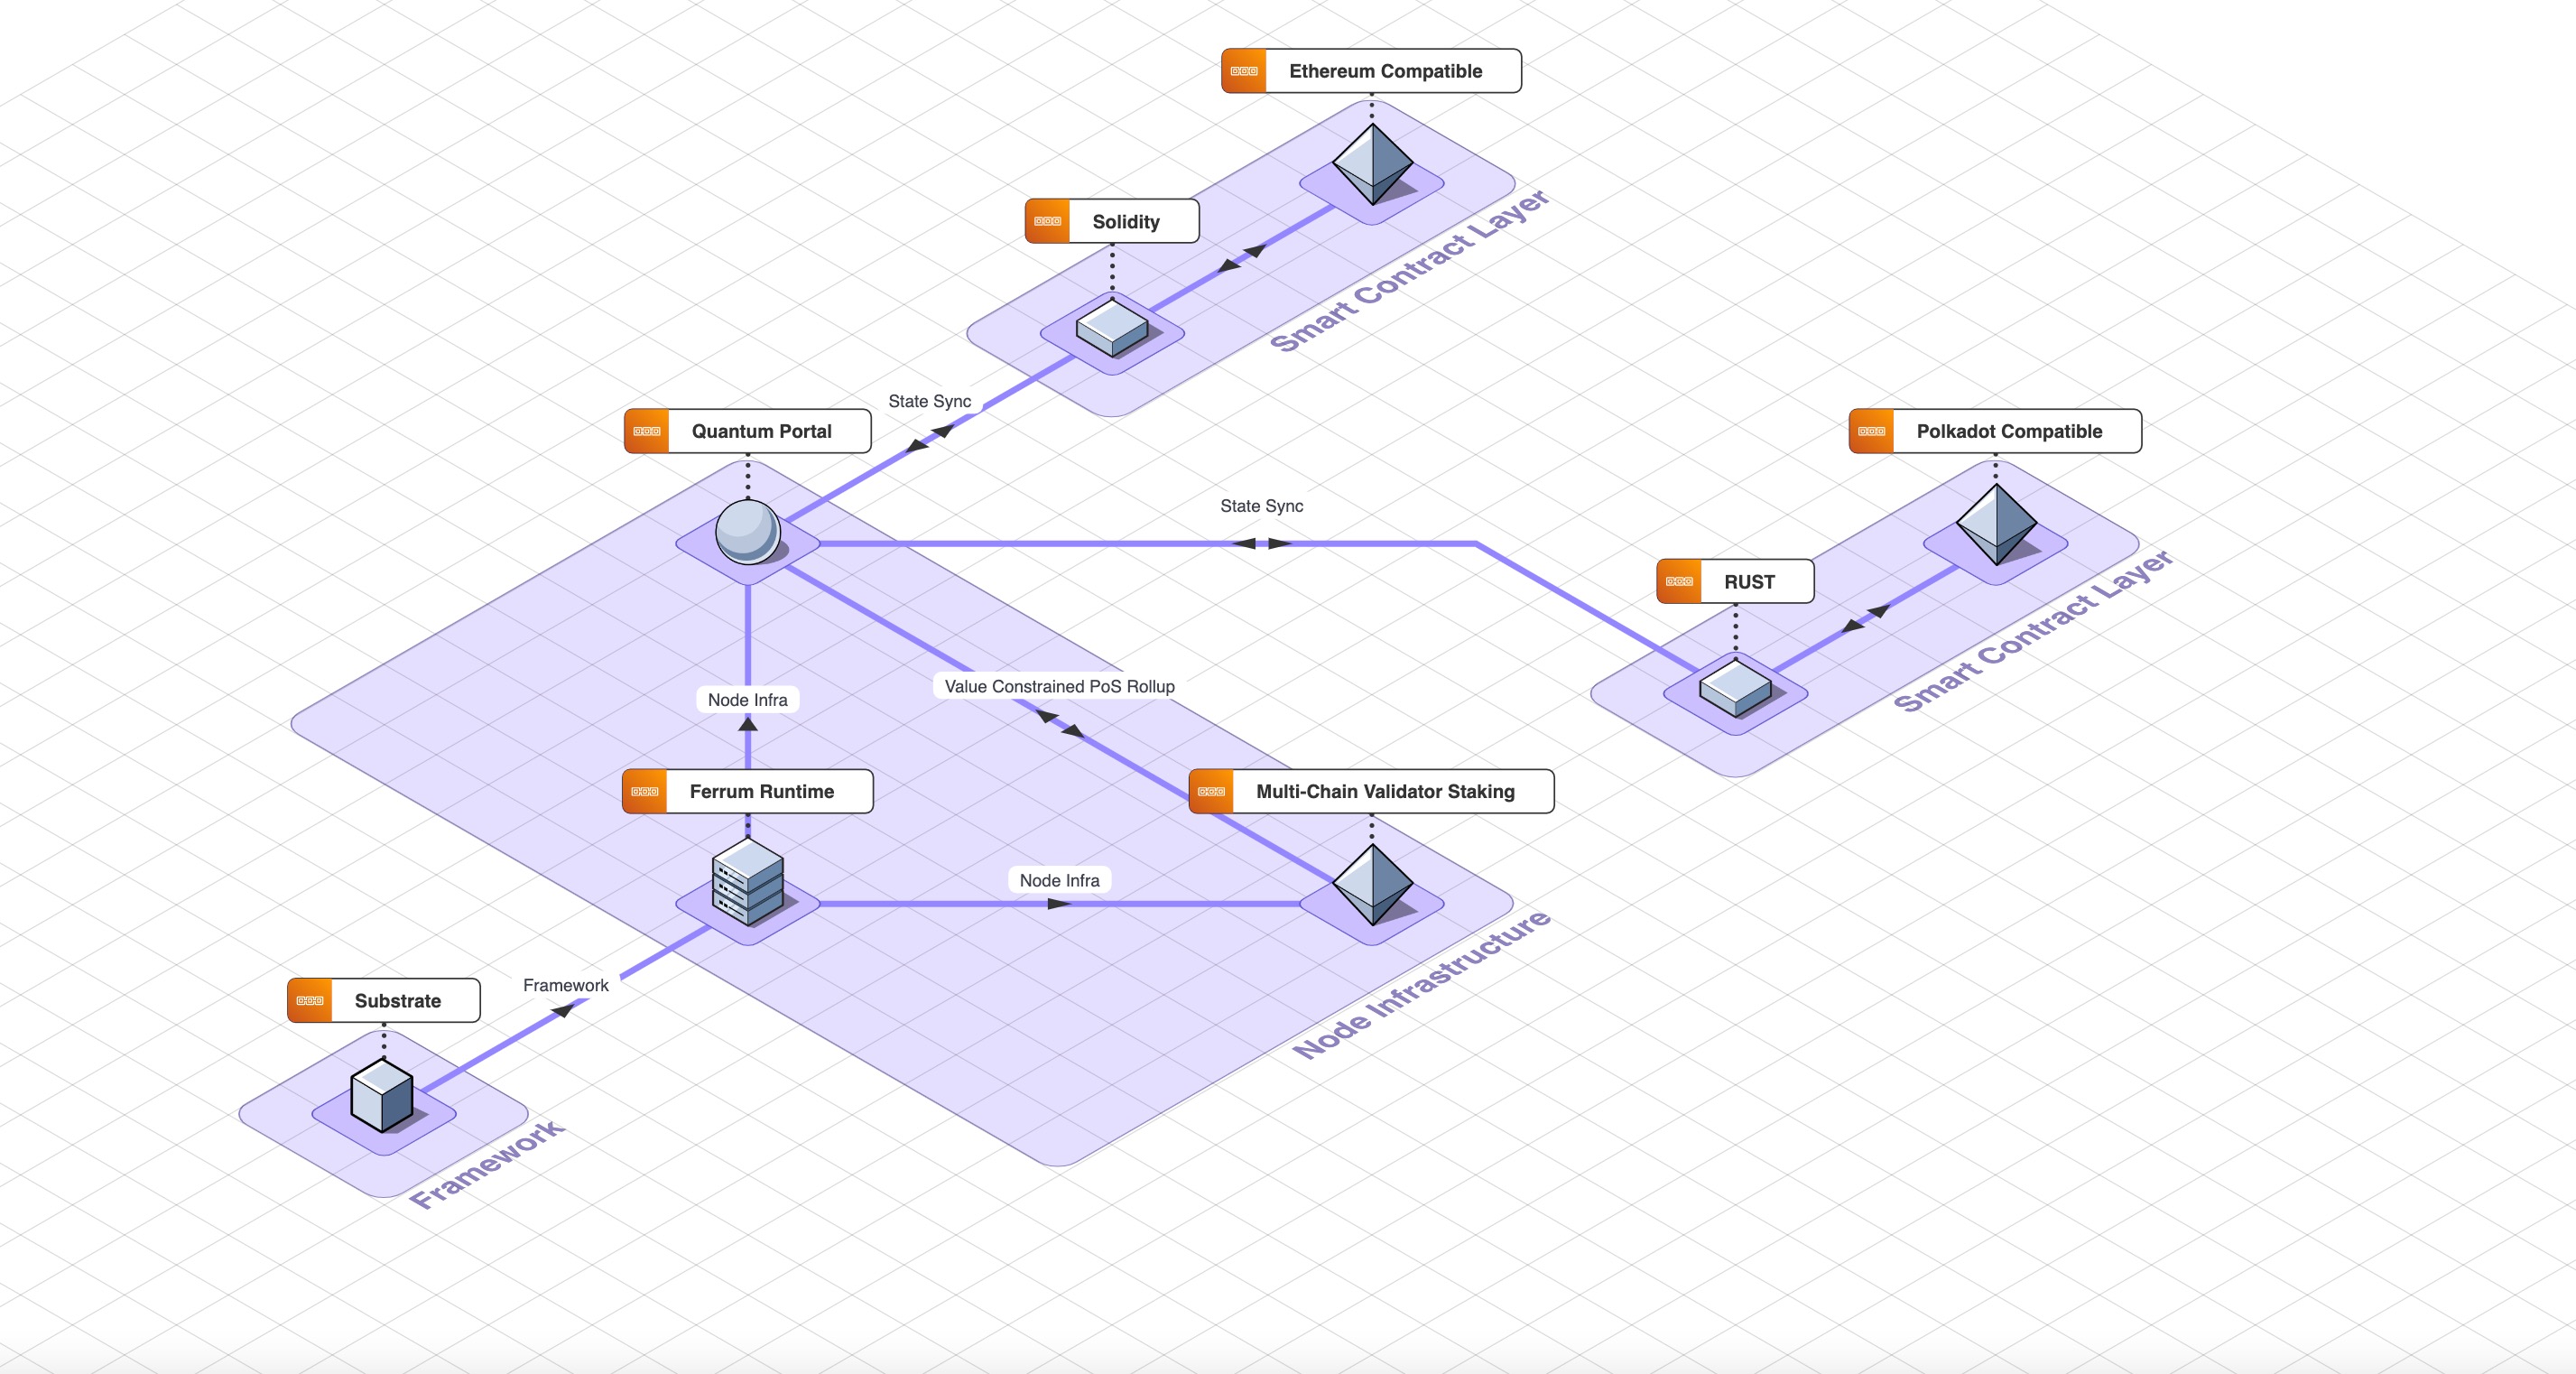 Ethereum Compatible
Solidity
Smart Contract Layer
State Sync
Quantum Portal
Polkadot Compatible
State Sync
RUST
Smart Contract Layer
Value Constrained PoS Rollup
Node Infra
Ferrum Runtime
Multi-Chain Validator Staking
Node Infra
Node Infrastructure
Framework
Substrate
Framework